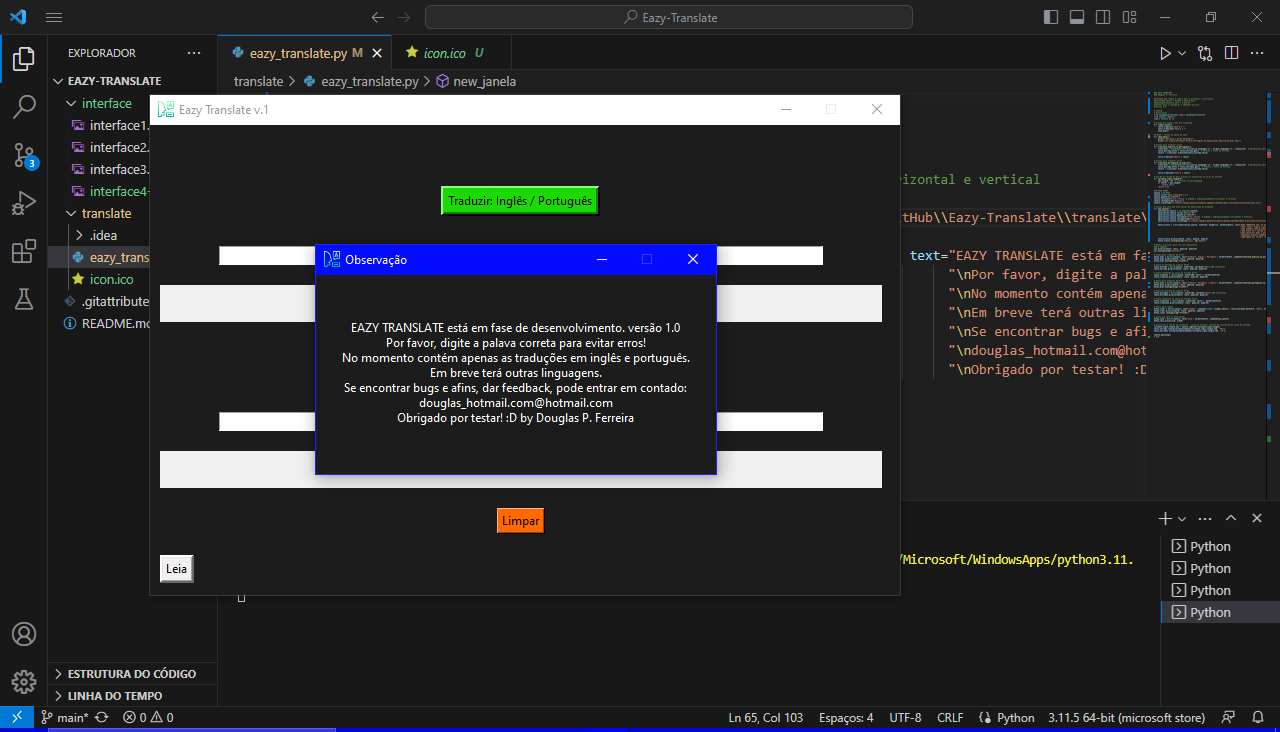 Eazy-Translate
EXPLORADOR
EAZY-TRANSLATE
interface
interface1.
interface2.
interface3.
interface4-
translate
.idea
eazy_trans
icon.ico
.gitattribute
README.mc
ESTRUTURA DO CÓDIGO
LINHA DO TEMPO
eazy_translate.py M
icon.ico U
translate > eazy_translate.py > new_janela
rizontal e vertical
itHub\\Eazy-Translate\\translate\
text="EAZY TRANSLATE está em fa
"\nPor favor, digite a pal
"\nNo momento contém apena
"\nEm breve terá outras li
"\nSe encontrar bugs e afi
"\ndouglas_hotmail.com@hot
"\nObrigado por testar! :D
Eazy Translate v.1
Traduzir: Inglês / Português
Observação
EAZY TRANSLATE está em fase de desenvolvimento. versão 1.0
Por favor, digite a palava correta para evitar erros!
No momento contém apenas as traduções em inglês e português.
Em breve terá outras linguagens.
Se encontrar bugs e afins, dar feedback, pode entrar em contado:
douglas_hotmail.com@hotmail.com
Obrigado por testar! :D by Douglas P. Ferreira
Limpar
Leia
/Microsoft/WindowsApps/python3.11.
Python
Python
Python
Python
3
main* 0 0 Ln 65, Col 103 Espaços: 4 UTF-8 CRLF Python 3.11.5 64-bit (microsoft store)